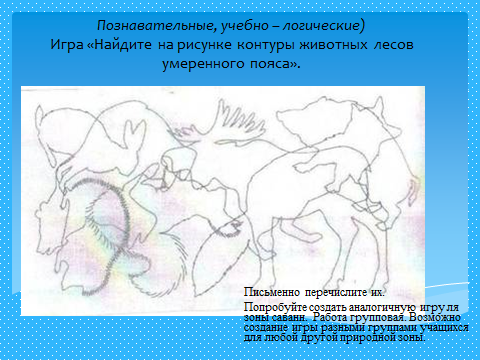 Познавательные, учебно – логические)
Игра «Найдите на рисунке контуры животных лесов
умеренного пояса».
Письменно перечислите их.
Попробуйте создать аналогичную игру ля
зоны саванн. Работа групповая. Возможно
создание игры разными группами учащихся
для любой другой природной зоны.